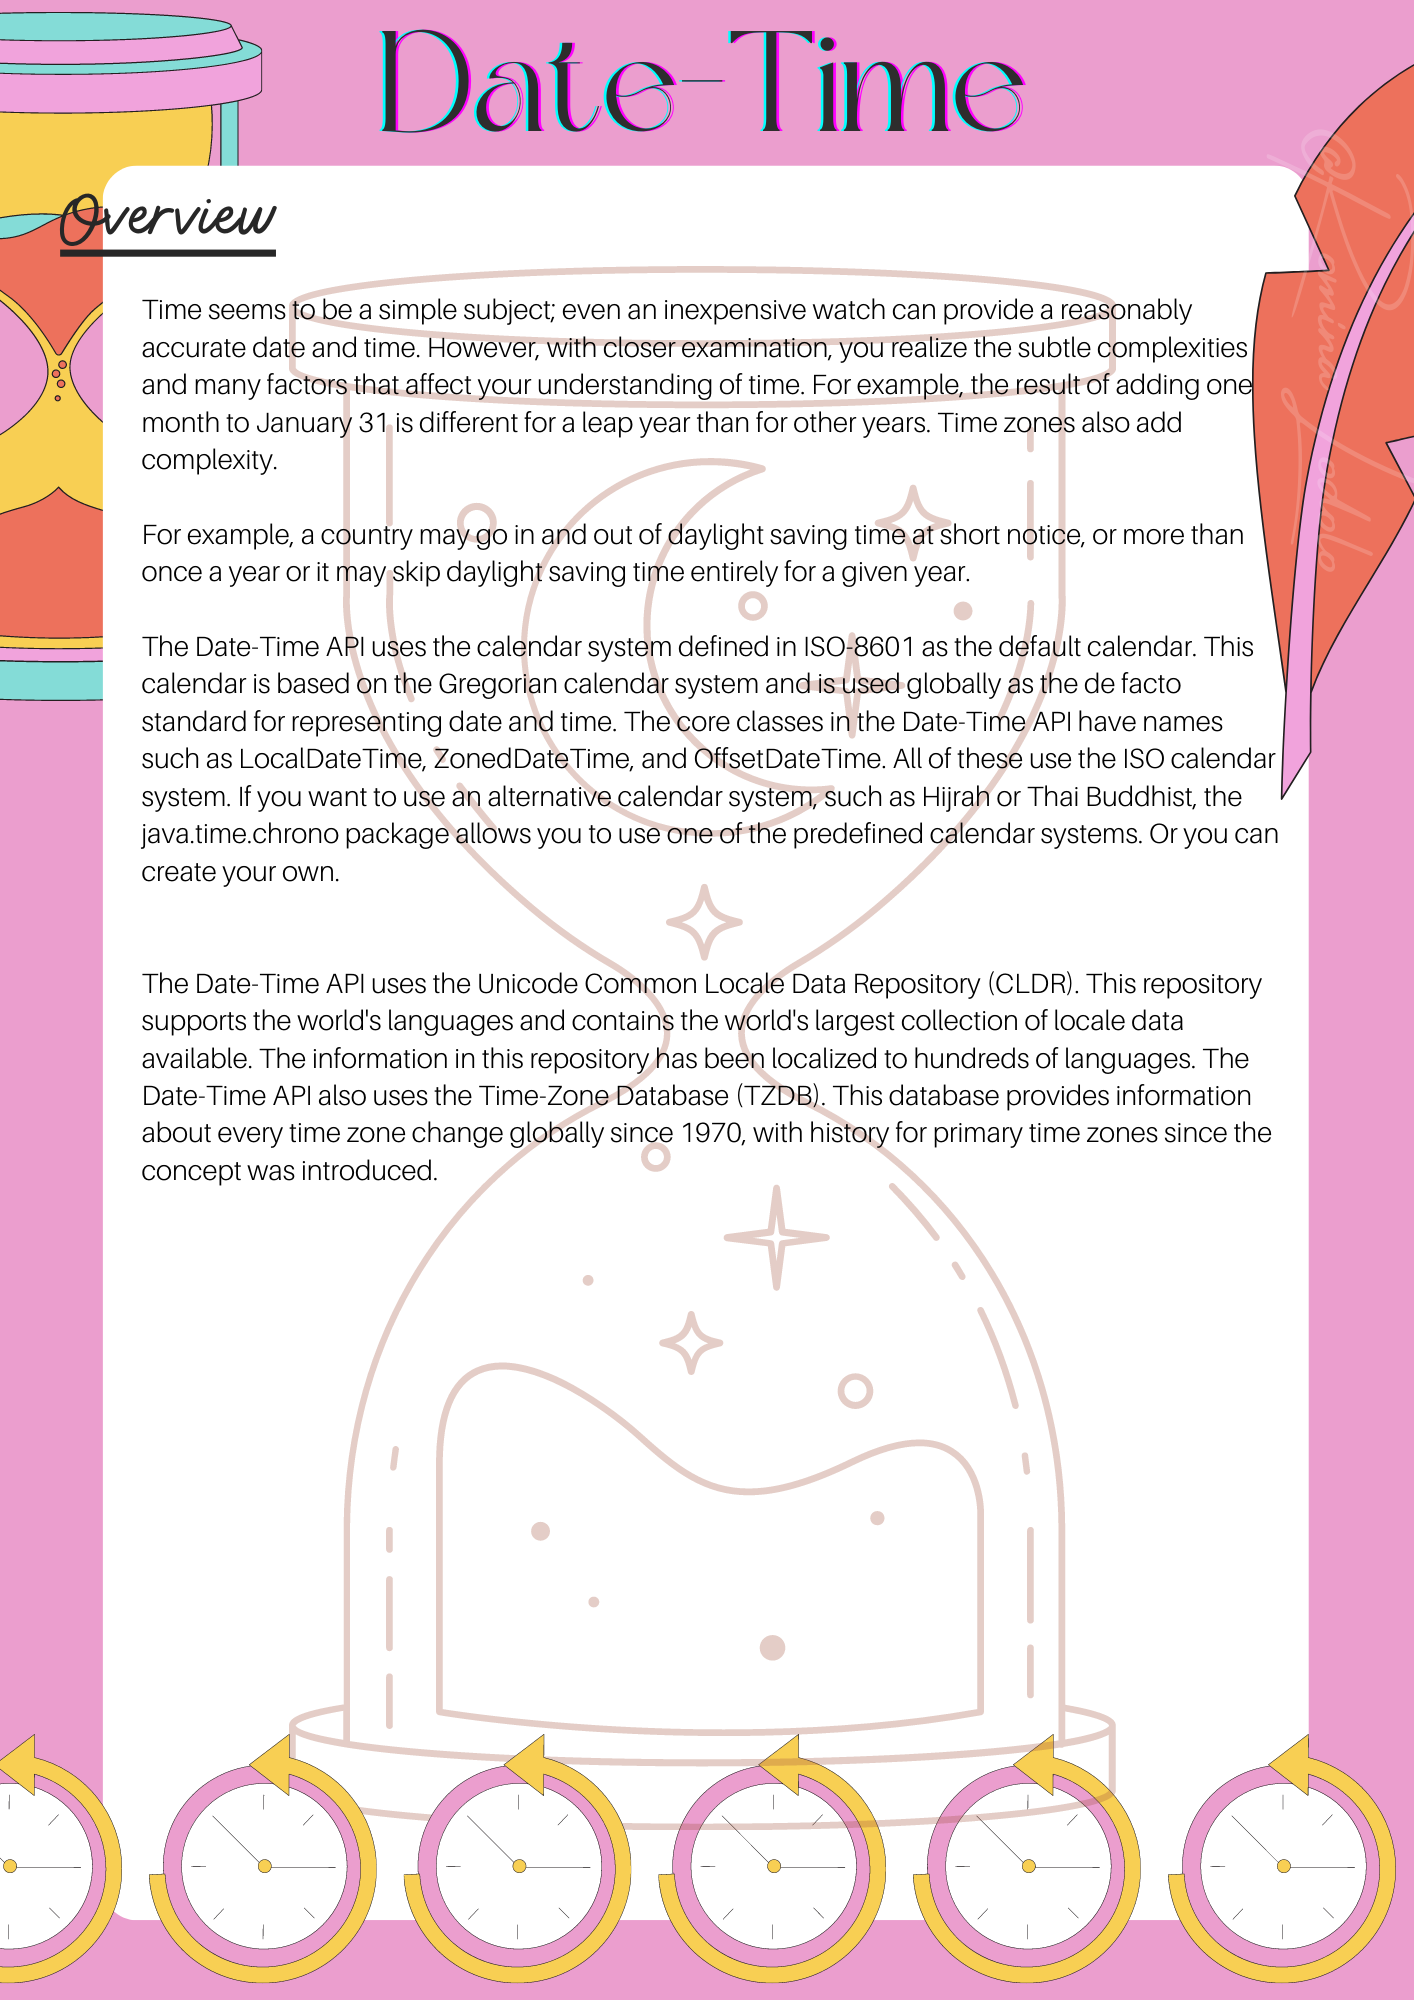 Date-Time
Overview
Time seems to be a simple subject; even an inexpensive watch can provide a reasonably
accurate date and time. However, with closer examination, you realize the subtle complexities
and many factors that affect your understanding of time. For example, the result of adding one
month to January 31 is different for a leap year than for other years. Time zones also add
complexity.
For example, a country may go in and out of daylight saving time at short notice, or more than
once a year or it may skip daylight saving time entirely for a given year.
The Date-Time API uses the calendar system defined in ISO-8601 as the default calendar. This
calendar is based on the Gregorian calendar system and is used globally as the de facto
standard for representing date and time. The core classes in the Date-Time API have names
such as LocalDateTime, ZonedDateTime, and OffsetDateTime. All of these use the ISO calendar
system. If you want to use an alternative calendar system, such as Hijrah or Thai Buddhist, the
java.time.chrono package allows you to use one of the predefined calendar systems. Or you can
create your own.
The Date-Time API uses the Unicode Common Locale Data Repository (CLDR). This repository
supports the world's languages and contains the world's largest collection of locale data
available. The information in this repository has been localized to hundreds of languages. The
Date-Time API also uses the Time-Zone Database (TZDB). This database provides information
about every time zone change globally since 1970, with history for primary time zones since the
concept was introduced.